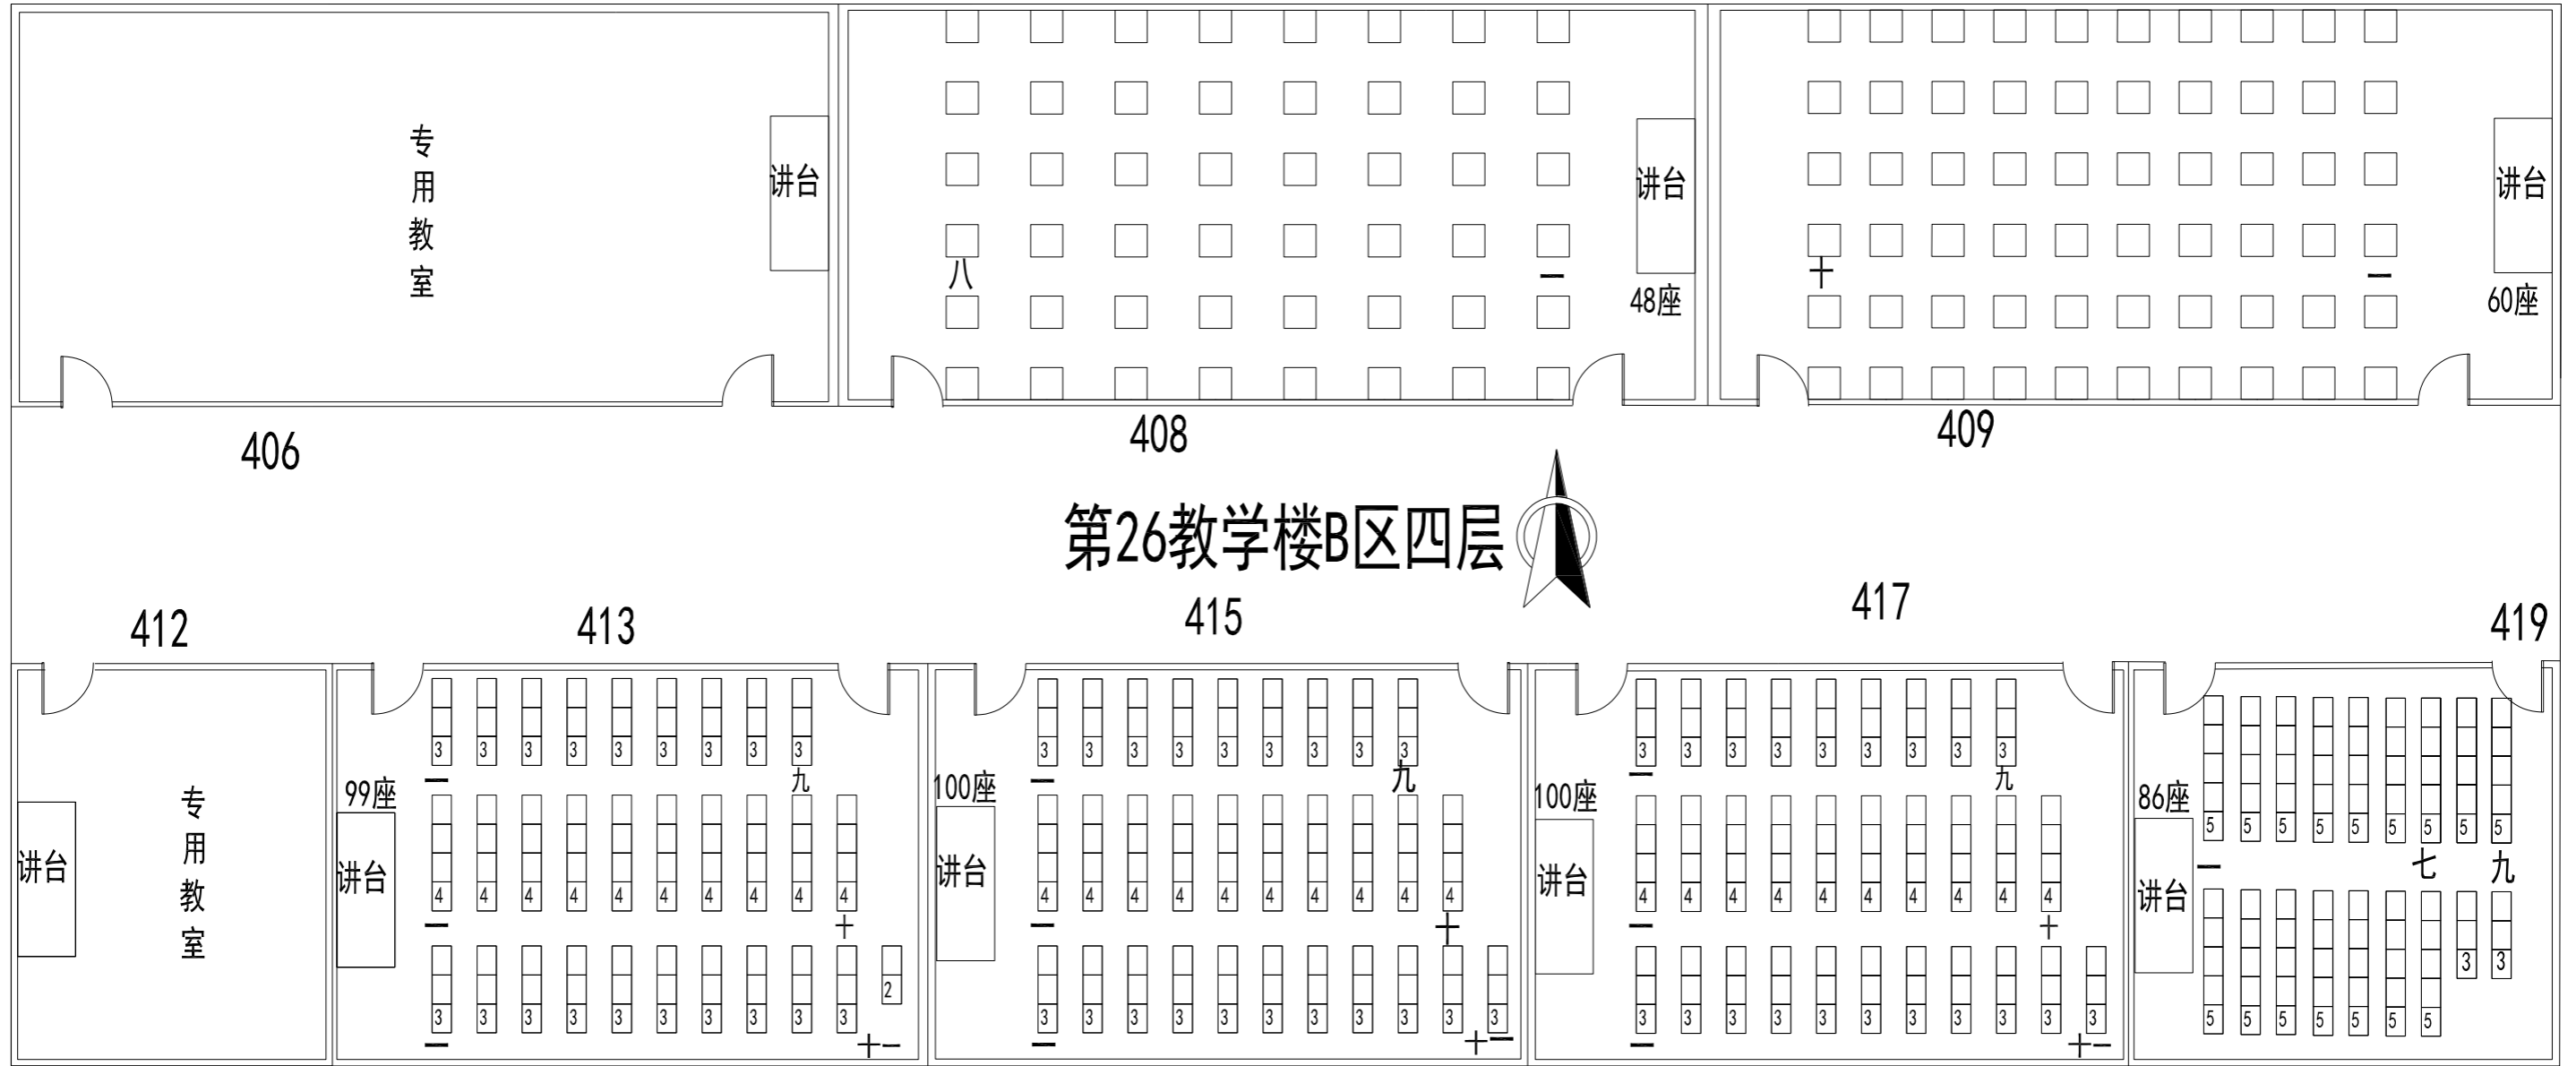 专用教室
讲台
八
一
讲台
48座
十
一
讲台
60座
406
408
409
第26教学楼B区四层
412
413
415
417
419
讲台
专用教室
3 3 3 3 3 3 3 3 3
一
九
99座
讲台
4 4 4 4 4 4 4 4 4 4
一
十
2
3 3 3 3 3 3 3 3 3 3
一
十一
3 3 3 3 3 3 3 3 3
一
九
100座
讲台
4 4 4 4 4 4 4 4 4 4
一
十
3 3 3 3 3 3 3 3 3 3 3
一
十一
3 3 3 3 3 3 3 3 3
一
九
100座
讲台
4 4 4 4 4 4 4 4 4 4
一
十
3 3 3 3 3 3 3 3 3 3 3
一
十一
86座
5 5 5 5 5 5 5 5 5
一
七
九
讲台
3 3
5 5 5 5 5 5 5